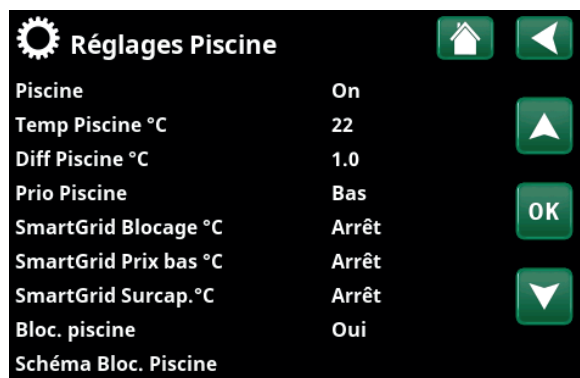 Réglages Piscine
Piscine On
Temp Piscine °C 22
Diff Piscine °C 1.0
Prio Piscine Bas
SmartGrid Blocage °C Arrêt
OK
SmartGrid Prix bas °C Arrêt
SmartGrid Surcap.°C Arrêt
Bloc. piscine Oui
Schéma Bloc. Piscine